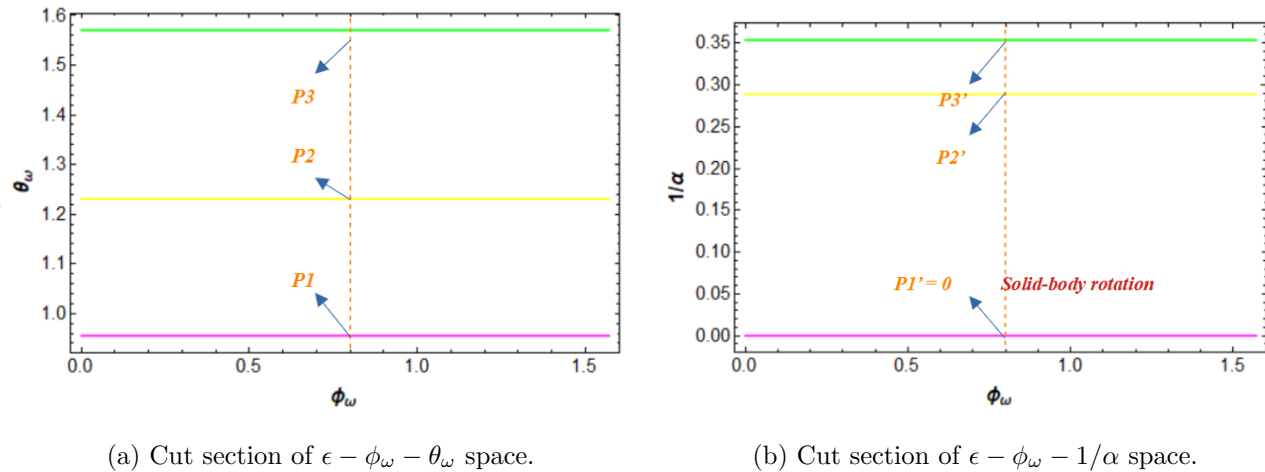 1.6
1.5
1.4
1.3
1.2
1.1
1.0
θω
P3
P2
P1
0.0 0.5 1.0 1.5
ϕω
(a) Cut section of ϵ − ϕω − θω space.
0.35
0.30
0.25
0.20
0.15
0.10
0.05
0.00
1/α
P3’
P2’
P1’ = 0 Solid-body rotation
0.0 0.5 1.0 1.5
ϕω
(b) Cut section of ϵ − ϕω − 1/α space.